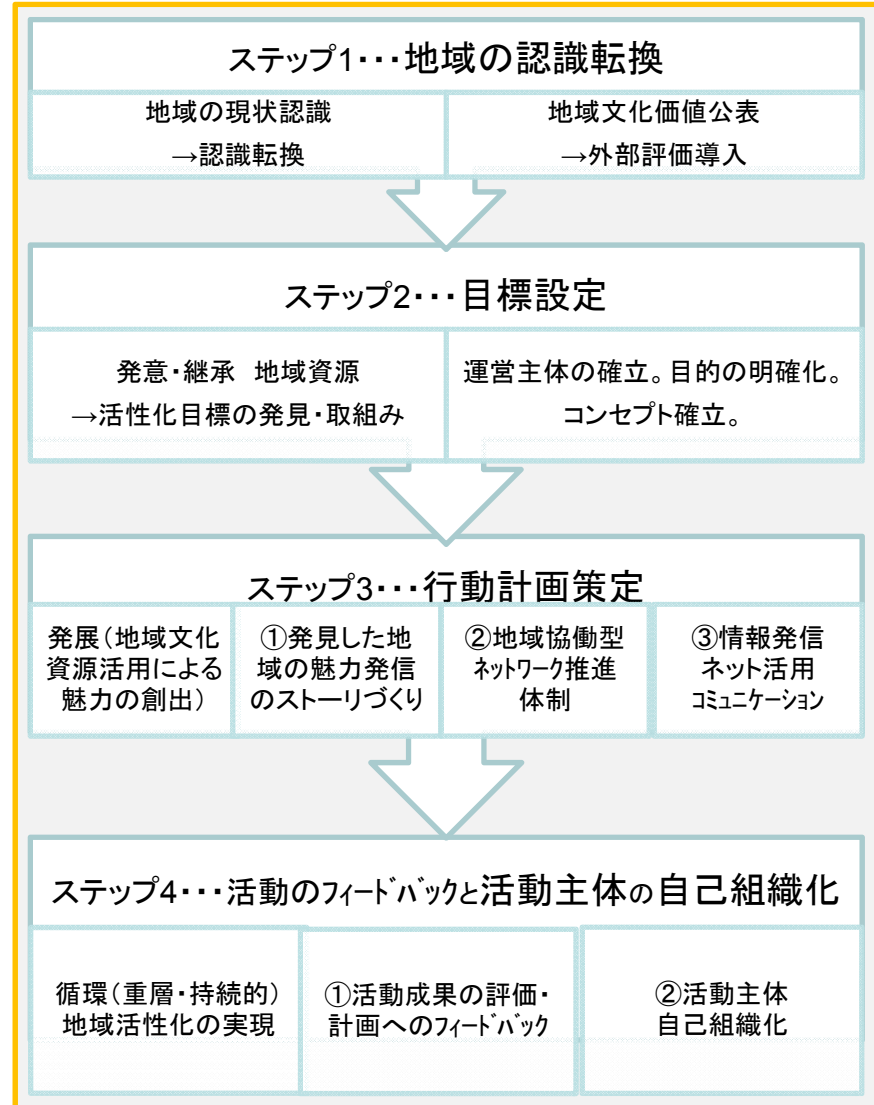 ステップ1・・・地域の認識転換
地域の現状認識
→認識転換
地域文化価値公表
→外部評価導入
ステップ2・・・目標設定
発意・継承 地域資源
→活性化目標の発見・取組み
運営主体の確立。目的の明確化。
コンセプト確立。
ステップ3・・・行動計画策定
発展（地域文化
資源活用による
魅力の創出）
①発見した地
域の魅力発信
のストーリづくり
②地域協働型
ﾈｯﾄﾜｰｸ推進
体制
③情報発信
ネット活用
ｺﾐｭﾆｹｰｼｮﾝ
ステップ4・・・活動のﾌｨｰﾄﾞﾊﾞｯｸと活動主体の自己組織化
循環（重層・持続的）
地域活性化の実現
①活動成果の評価・
計画へのﾌｨｰﾄﾞﾊﾞｯｸ
②活動主体
自己組織化